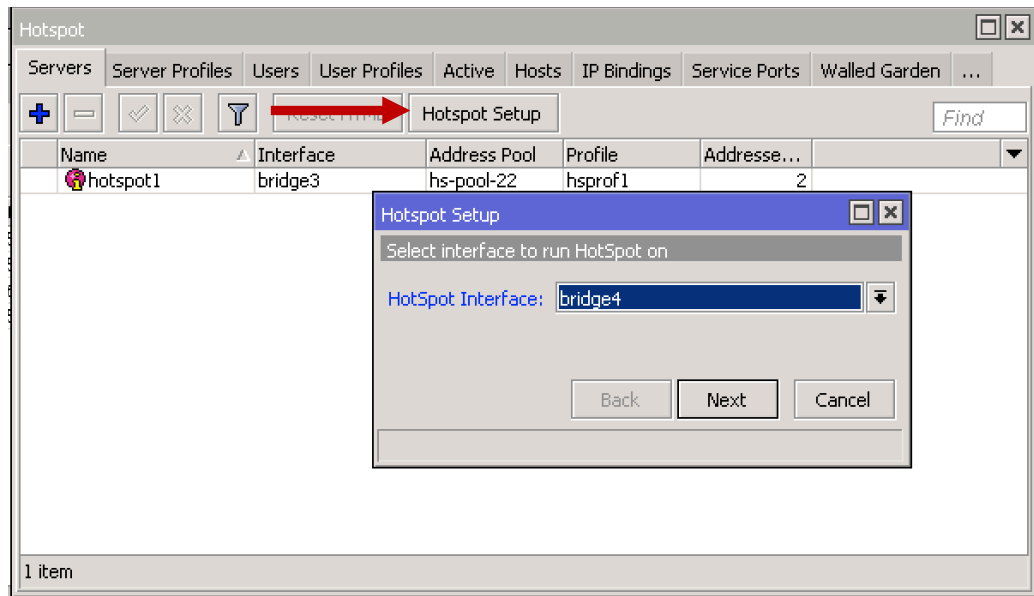 Hotspot
Servers Server Profiles Users User Profiles Active Hosts IP Bindings Service Ports Walled Garden ...
Hotspot Setup Find
Name Interface Address Pool Profile Addresse...
hotspot1 bridge3 hs-pool-22 hsprof1 2
Hotspot Setup
Select interface to run HotSpot on
HotSpot Interface: bridge4
Back Next Cancel
1 item